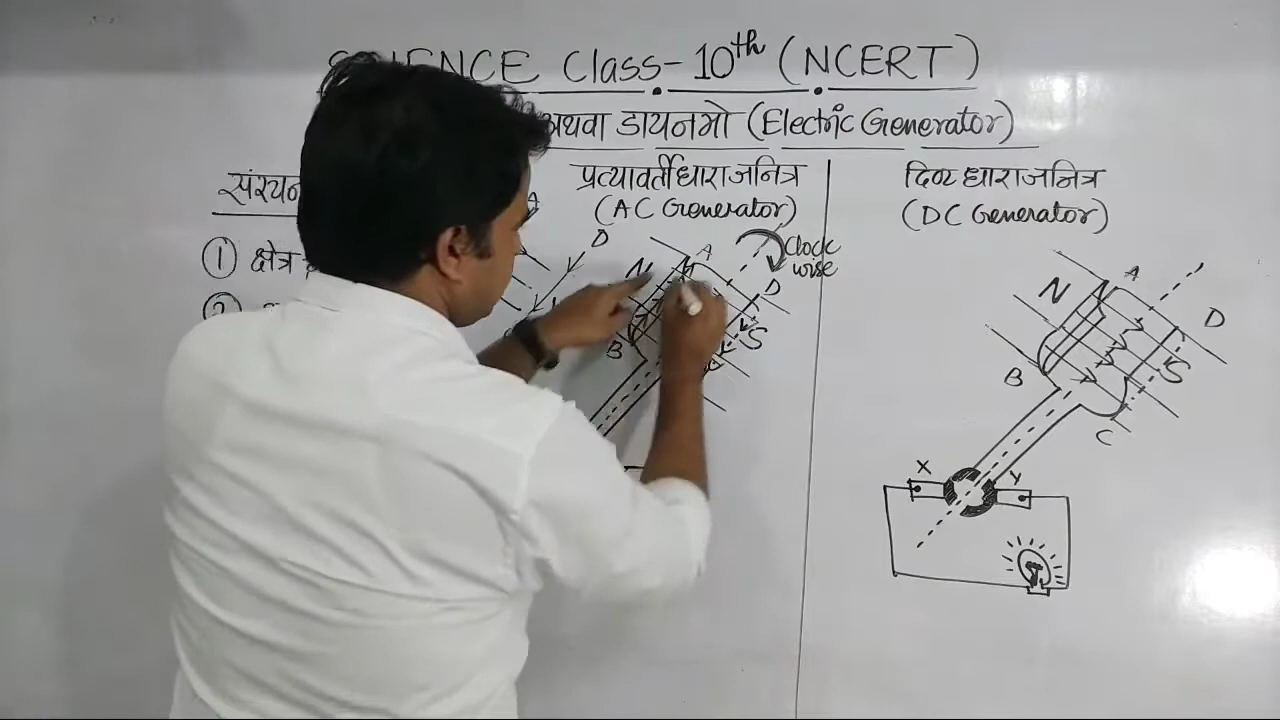 SCIENCE Class-10th (NCERT)
अथवा डायनमो (Electric Generator)
प्रत्यावर्तीधाराजनित्र
(AC Generator)
दिष्ट धाराजनित्र
(DC Generator)
① क्षेत्र
A
D
N
A
Clock
wise
D
B
S
C
N
A
D
B
S
C
X
Y